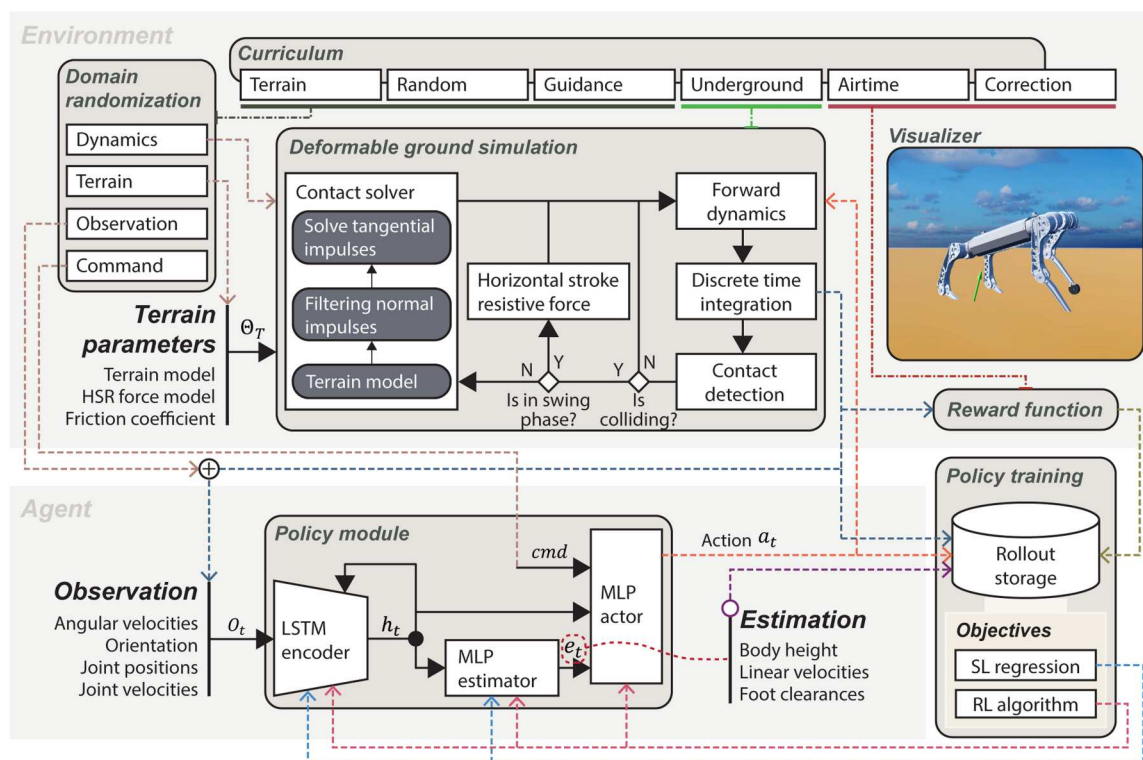 Environment
Curriculum
Terrain
Random
Guidance
Underground
Airtime
Correction
Domain
randomization
Dynamics
Terrain
Observation
Command
Deformable ground simulation
Contact solver
Solve tangential
impulses
Filtering normal
impulses
Terrain model
Horizontal stroke
resistive force
Forward
dynamics
Discrete time
integration
Contact
detection
N
Y
Is in swing
phase?
Y
N
Is
colliding?
Visualizer
Terrain
parameters
Θ_T
Terrain model
HSR force model
Friction coefficient
Reward function
Agent
Policy module
Observation
Angular velocities
Orientation
Joint positions
Joint velocities
o_t
LSTM
encoder
h_t
MLP
estimator
e_t
cmd
MLP
actor
Action a_t
Estimation
Body height
Linear velocities
Foot clearances
Policy training
Rollout
storage
Objectives
SL regression
RL algorithm